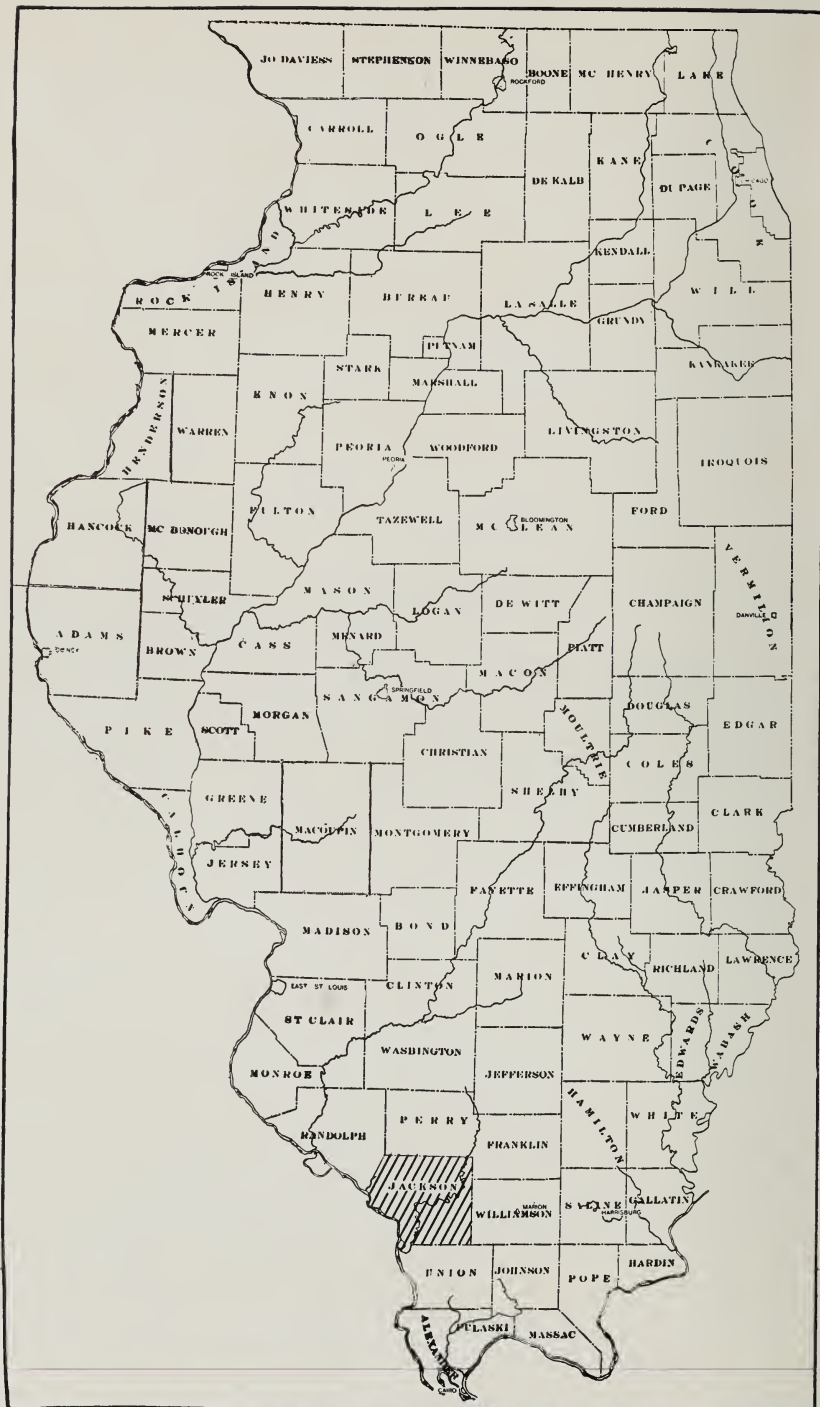 JO DAVIESS
STEPHENSON
WINNEBAGO
BOONE
MC HENRY
LAKE
ROCKFORD
CARROLL
OGLE
DE KALB
KANE
COOK
CHICAGO
DU PAGE
WHITESIDE
LEE
KENDALL
WILL
ROCK ISLAND
ROCK ISLAND
HENRY
BUREAU
LA SALLE
GRUNDY
MERCER
PUTNAM
KANKAKEE
STARK
MARSHALL
KNOX
HENDERSON
WARREN
PEORIA
PEORIA
WOODFORD
LIVINGSTON
IROQUOIS
HANCOCK
MC DONOUGH
FULTON
TAZEWELL
MC LEAN
BLOOMINGTON
FORD
VERMILION
DANVILLE
SCHUYLER
MASON
LOGAN
DE WITT
CHAMPAIGN
ADAMS
QUINCY
BROWN
CASS
MENARD
PIATT
MACON
SANGAMON
SPRINGFIELD
PIKE
SCOTT
MORGAN
CHRISTIAN
MOULTRIE
DOUGLAS
EDGAR
COLES
SHELBY
CALHOUN
GREENE
MACOUPIN
MONTGOMERY
CUMBERLAND
CLARK
JERSEY
FAYETTE
EFFINGHAM
JASPER
CRAWFORD
MADISON
BOND
CLAY
RICHLAND
LAWRENCE
EAST ST LOUIS
CLINTON
MARION
ST CLAIR
WAYNE
EDWARDS
WABASH
MONROE
WASHINGTON
JEFFERSON
RANDOLPH
PERRY
HAMILTON
WHITE
FRANKLIN
JACKSON
WILLIAMSON
MARION
SALINE
HARRISBURG
GALLATIN
UNION
JOHNSON
POPE
HARDIN
ALEXANDER
PULASKI
MASSAC
CAIRO